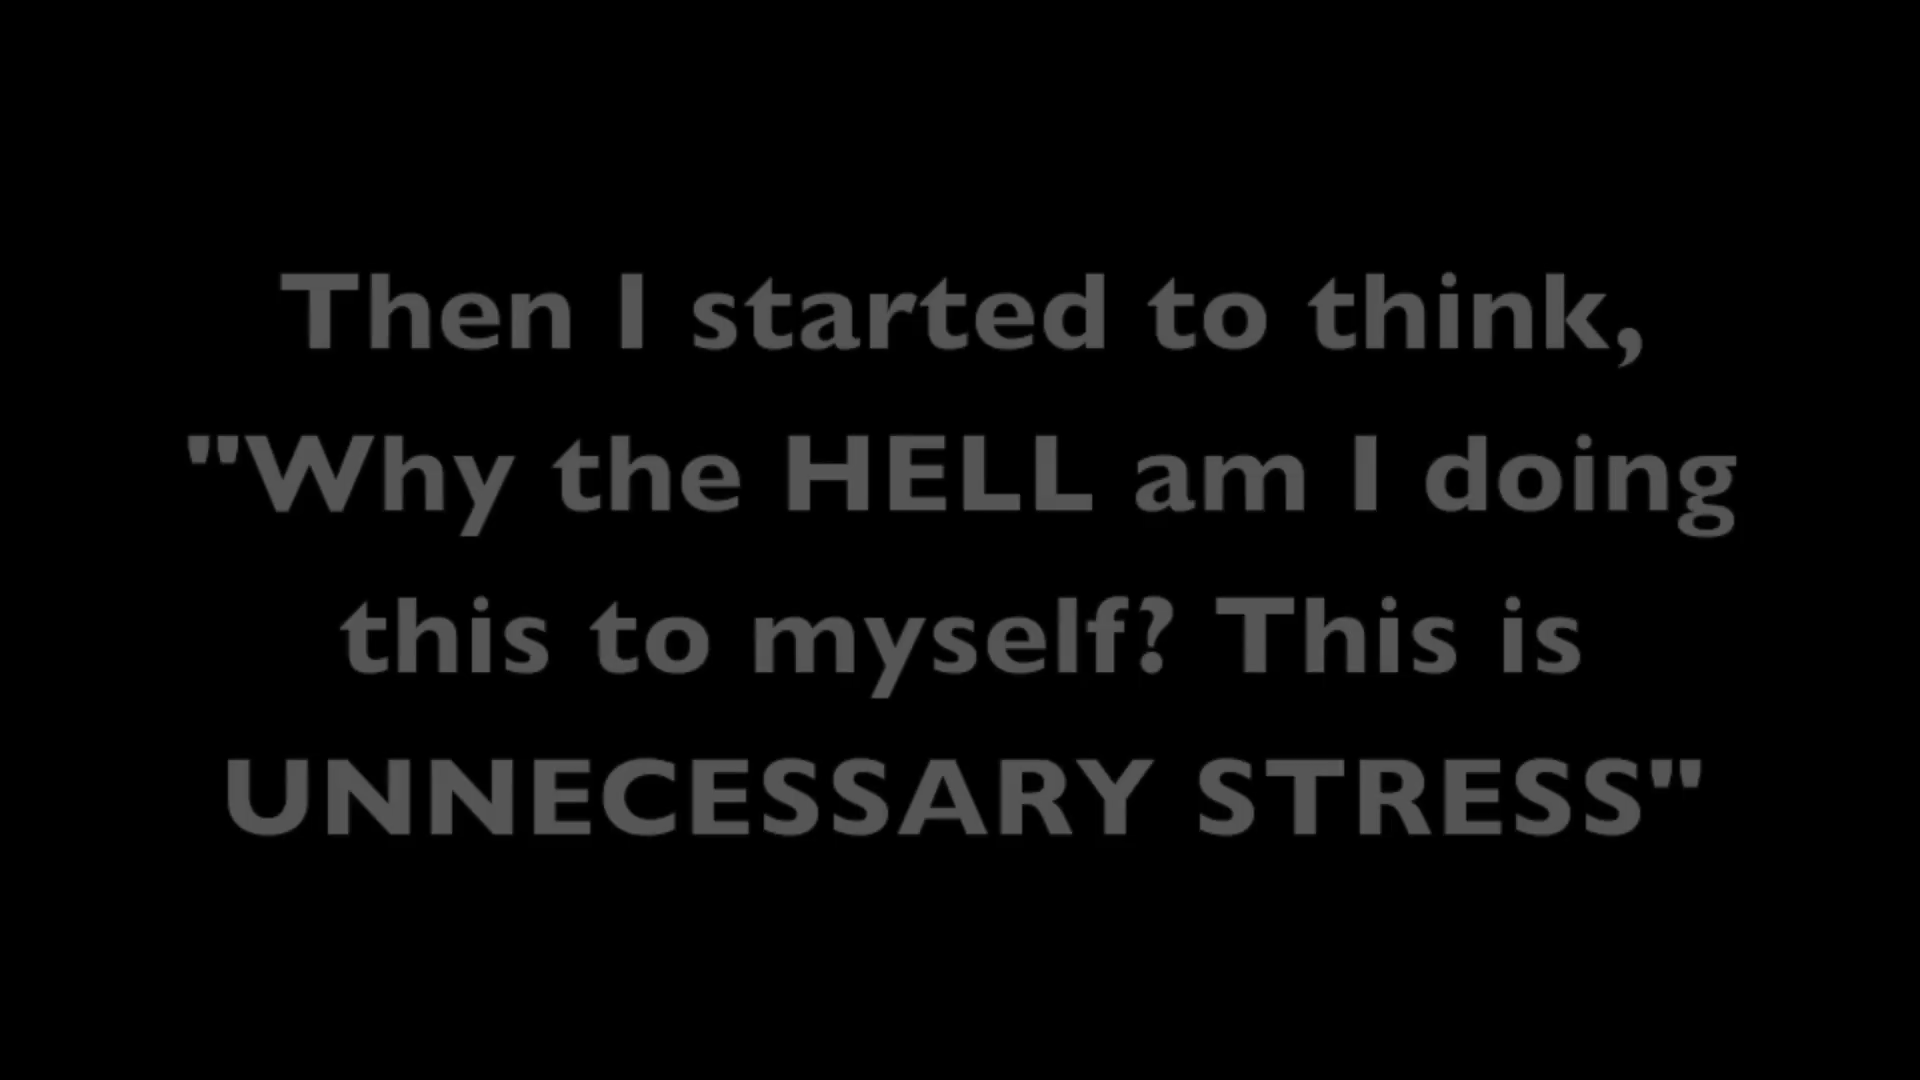 Then I started to think,
"Why the HELL am I doing
this to myself? This is
UNNECESSARY STRESS"